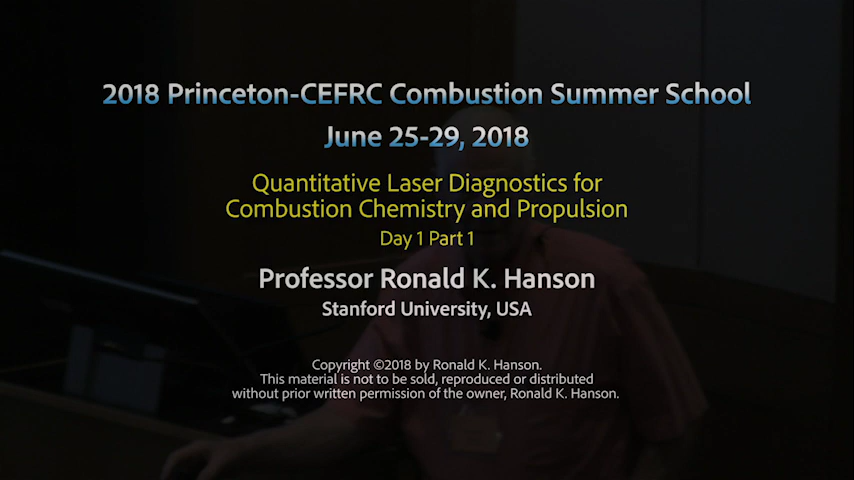 2018 Princeton-CEFRC Combustion Summer School
June 25-29, 2018
Quantitative Laser Diagnostics for
Combustion Chemistry and Propulsion
Day 1 Part 1
Professor Ronald K. Hanson
Stanford University, USA
Copyright ©2018 by Ronald K. Hanson.
This material is not to be sold, reproduced or distributed
without prior written permission of the owner, Ronald K. Hanson.